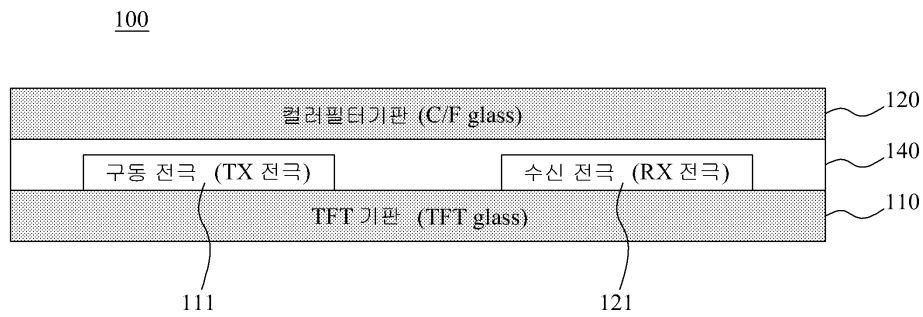 100
컬러필터기판 (C/F glass)
120
구동 전극 (TX 전극)
수신 전극 (RX 전극)
140
TFT 기판 (TFT glass)
110
111
121